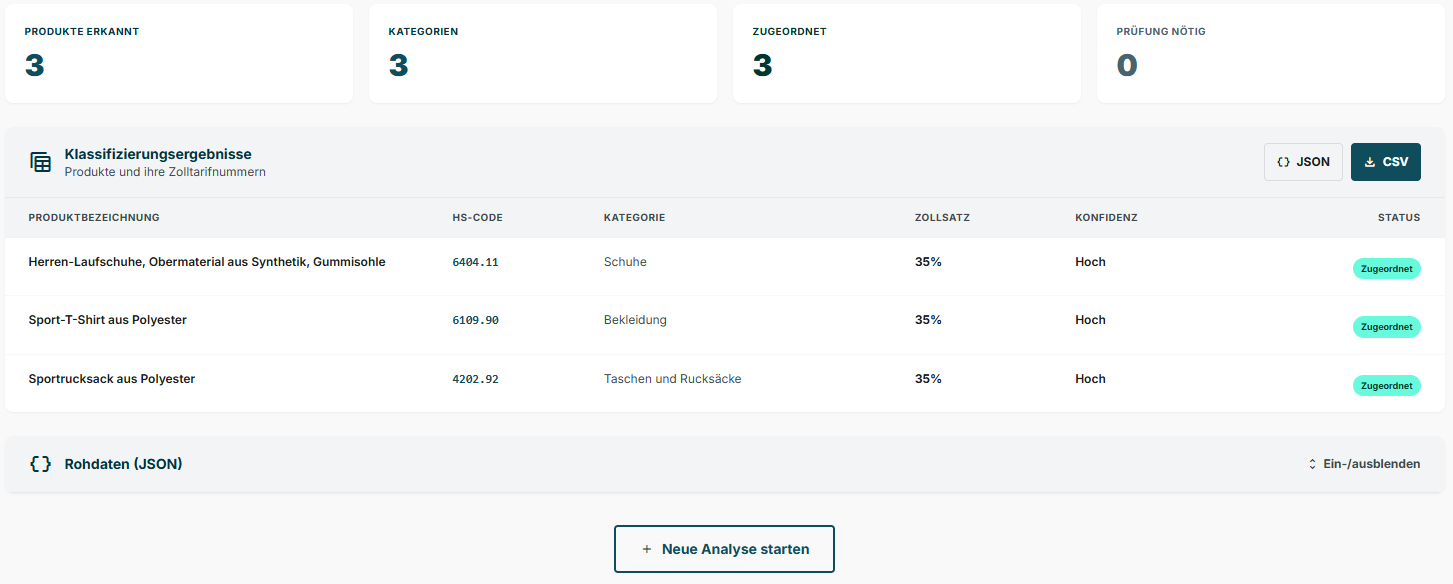 PRODUKTE ERKANNT
3
KATEGORIEN
3
ZUGEORDNET
3
PRÜFUNG NÖTIG
0
Klassifizierungsergebnisse
Produkte und ihre Zolltarifnummern
{} JSON
CSV
PRODUKTBEZEICHNUNG HS-CODE KATEGORIE ZOLLSATZ KONFIDENZ STATUS
Herren-Laufschuhe, Obermaterial aus Synthetik, Gummisohle 6404.11 Schuhe 35% Hoch Zugeordnet
Sport-T-Shirt aus Polyester 6109.90 Bekleidung 35% Hoch Zugeordnet
Sportrucksack aus Polyester 4202.92 Taschen und Rucksäcke 35% Hoch Zugeordnet
{} Rohdaten (JSON) Ein-/ausblenden
+ Neue Analyse starten